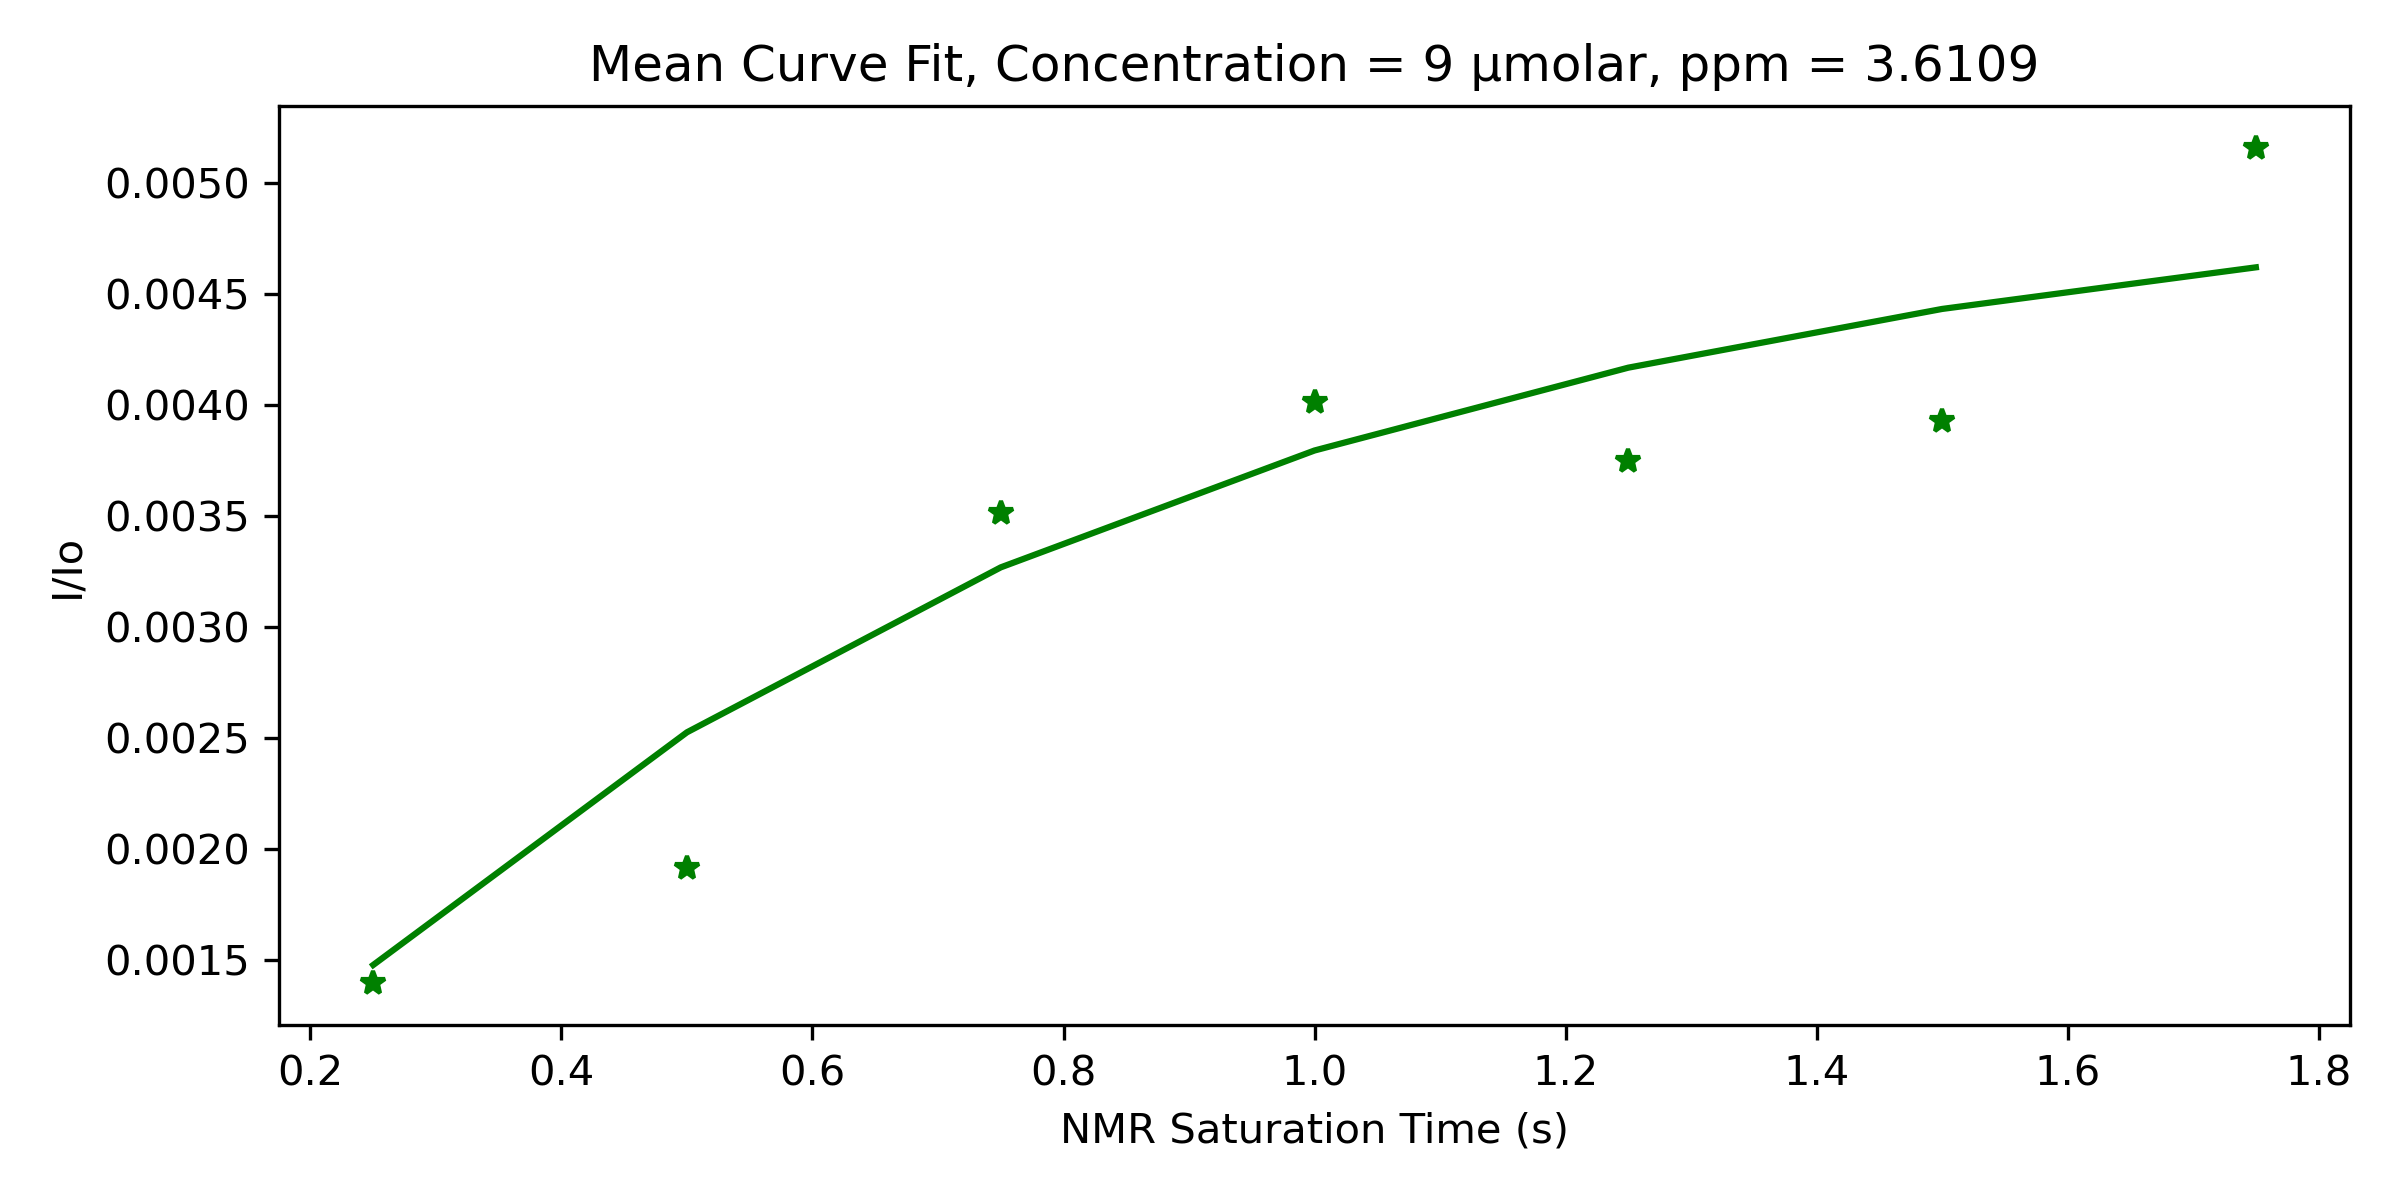 Mean Curve Fit, Concentration = 9 µmolar, ppm = 3.6109
0.0050
0.0045
0.0040
0.0035
0.0030
0.0025
0.0020
0.0015
I/Io
0.2 0.4 0.6 0.8 1.0 1.2 1.4 1.6 1.8
NMR Saturation Time (s)